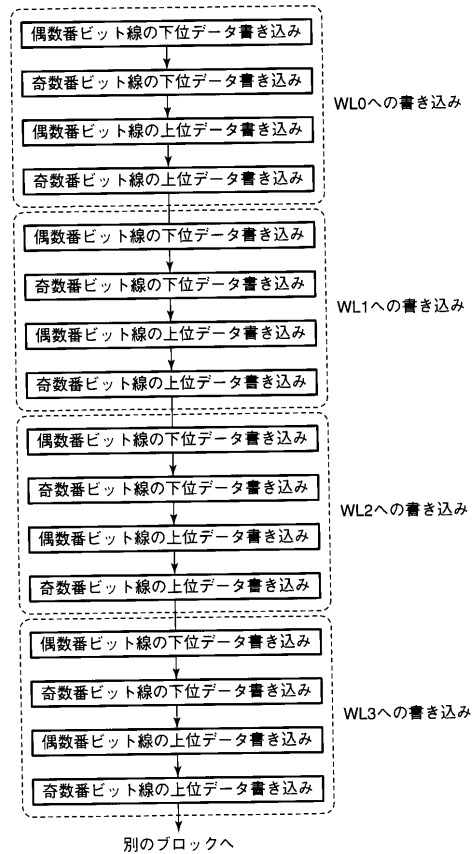 偶数番ビット線の下位データ書き込み
奇数番ビット線の下位データ書き込み
偶数番ビット線の上位データ書き込み
奇数番ビット線の上位データ書き込み
WL0への書き込み
偶数番ビット線の下位データ書き込み
奇数番ビット線の下位データ書き込み
偶数番ビット線の上位データ書き込み
奇数番ビット線の上位データ書き込み
WL1への書き込み
偶数番ビット線の下位データ書き込み
奇数番ビット線の下位データ書き込み
偶数番ビット線の上位データ書き込み
奇数番ビット線の上位データ書き込み
WL2への書き込み
偶数番ビット線の下位データ書き込み
奇数番ビット線の下位データ書き込み
偶数番ビット線の上位データ書き込み
奇数番ビット線の上位データ書き込み
WL3への書き込み
別のブロックへ